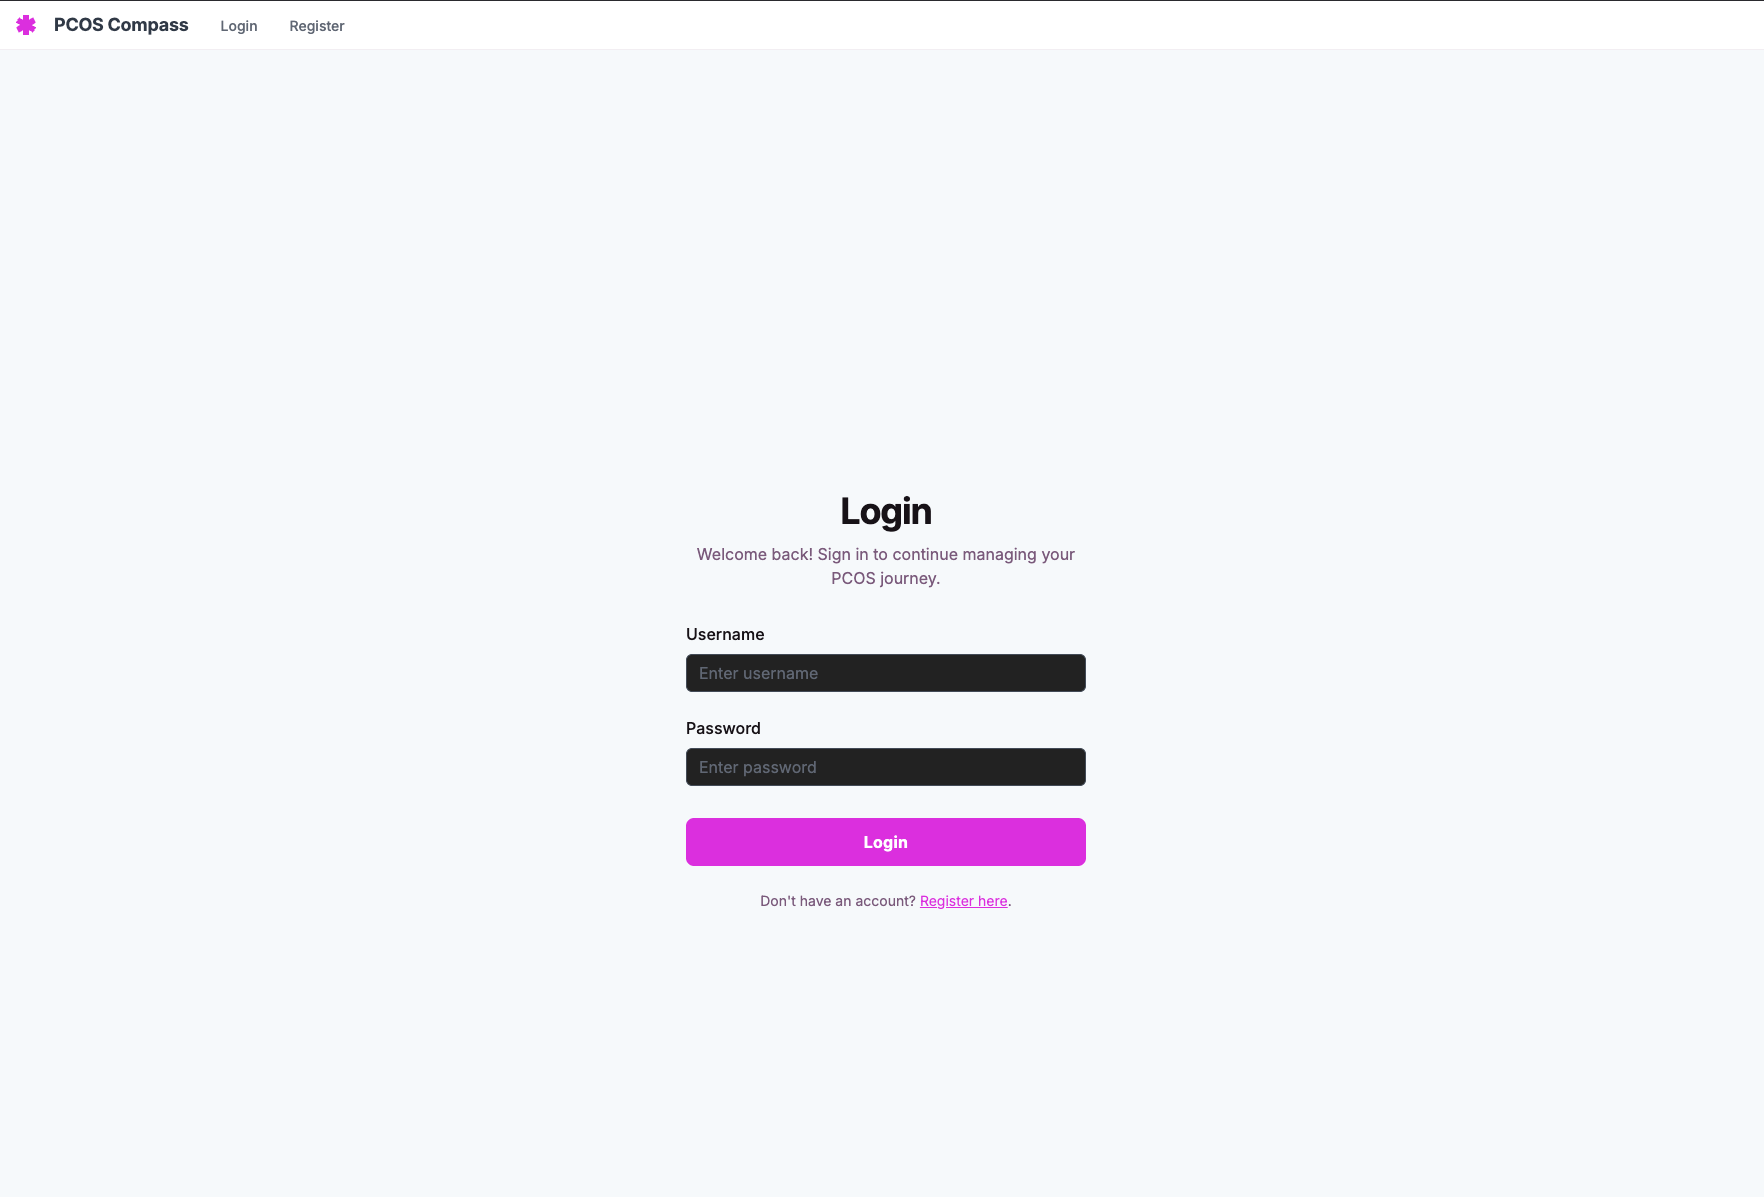 PCOS Compass Login Register
Login
Welcome back! Sign in to continue managing your
PCOS journey.
Username
Enter username
Password
Enter password
Login
Don't have an account? Register here.